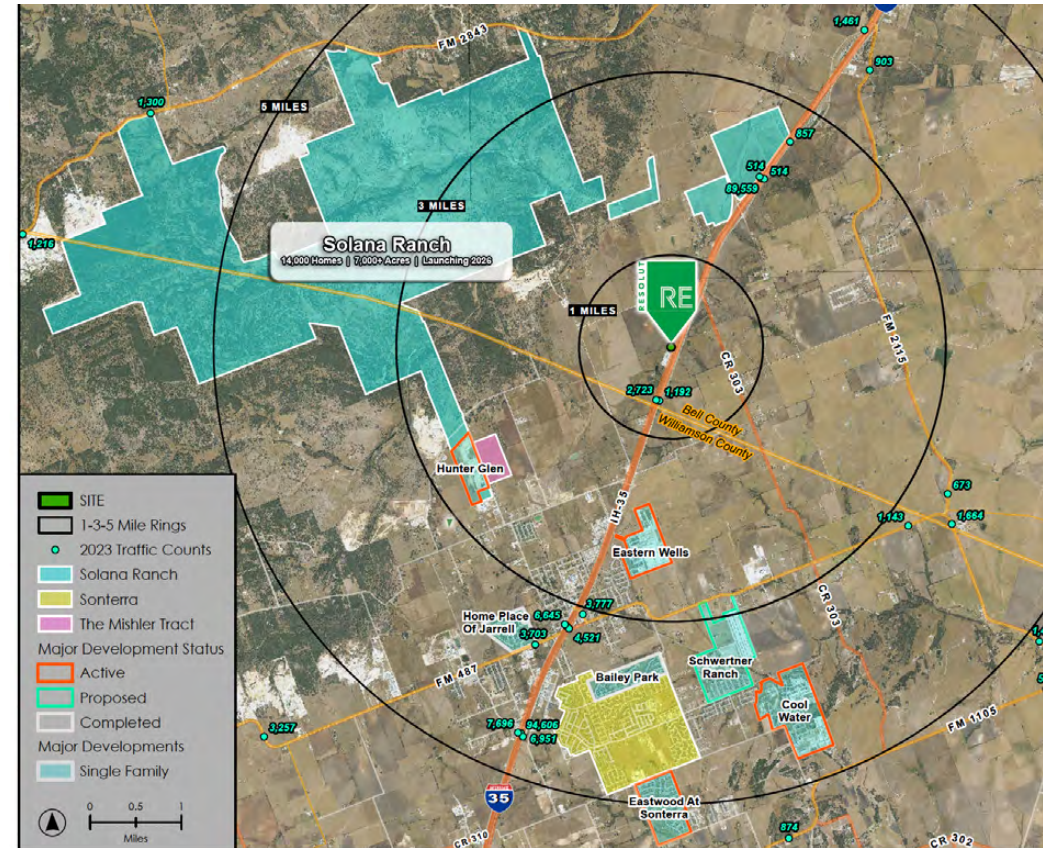 1,461
FM 2843
903
5 MILES
1,300
857
514
514
89,559
3 MILES
1,216
Solana Ranch
14,000 Homes | 7,000+ Acres | Launching 2026
RESOLUT
RE
1 MILES
FM 2115
CR 303
2,723
1,192
Bell County
Williamson County
Hunter Glen
673
IH-35
1,143
1,664
Eastern Wells
3,777
Home Place
Of Jarrell
6,645
4,521
3,703
CR 303
FM 487
Bailey Park
Schwertner
Ranch
Cool
Water
3,257
7,696
94,606
6,951
FM 1105
35
Eastwood At
Sonterra
874
CR 310
CR 302
SITE
1-3-5 Mile Rings
2023 Traffic Counts
Solana Ranch
Sonterra
The Mishler Tract
Major Development Status
Active
Proposed
Completed
Major Developments
Single Family
0 0.5 1
Miles